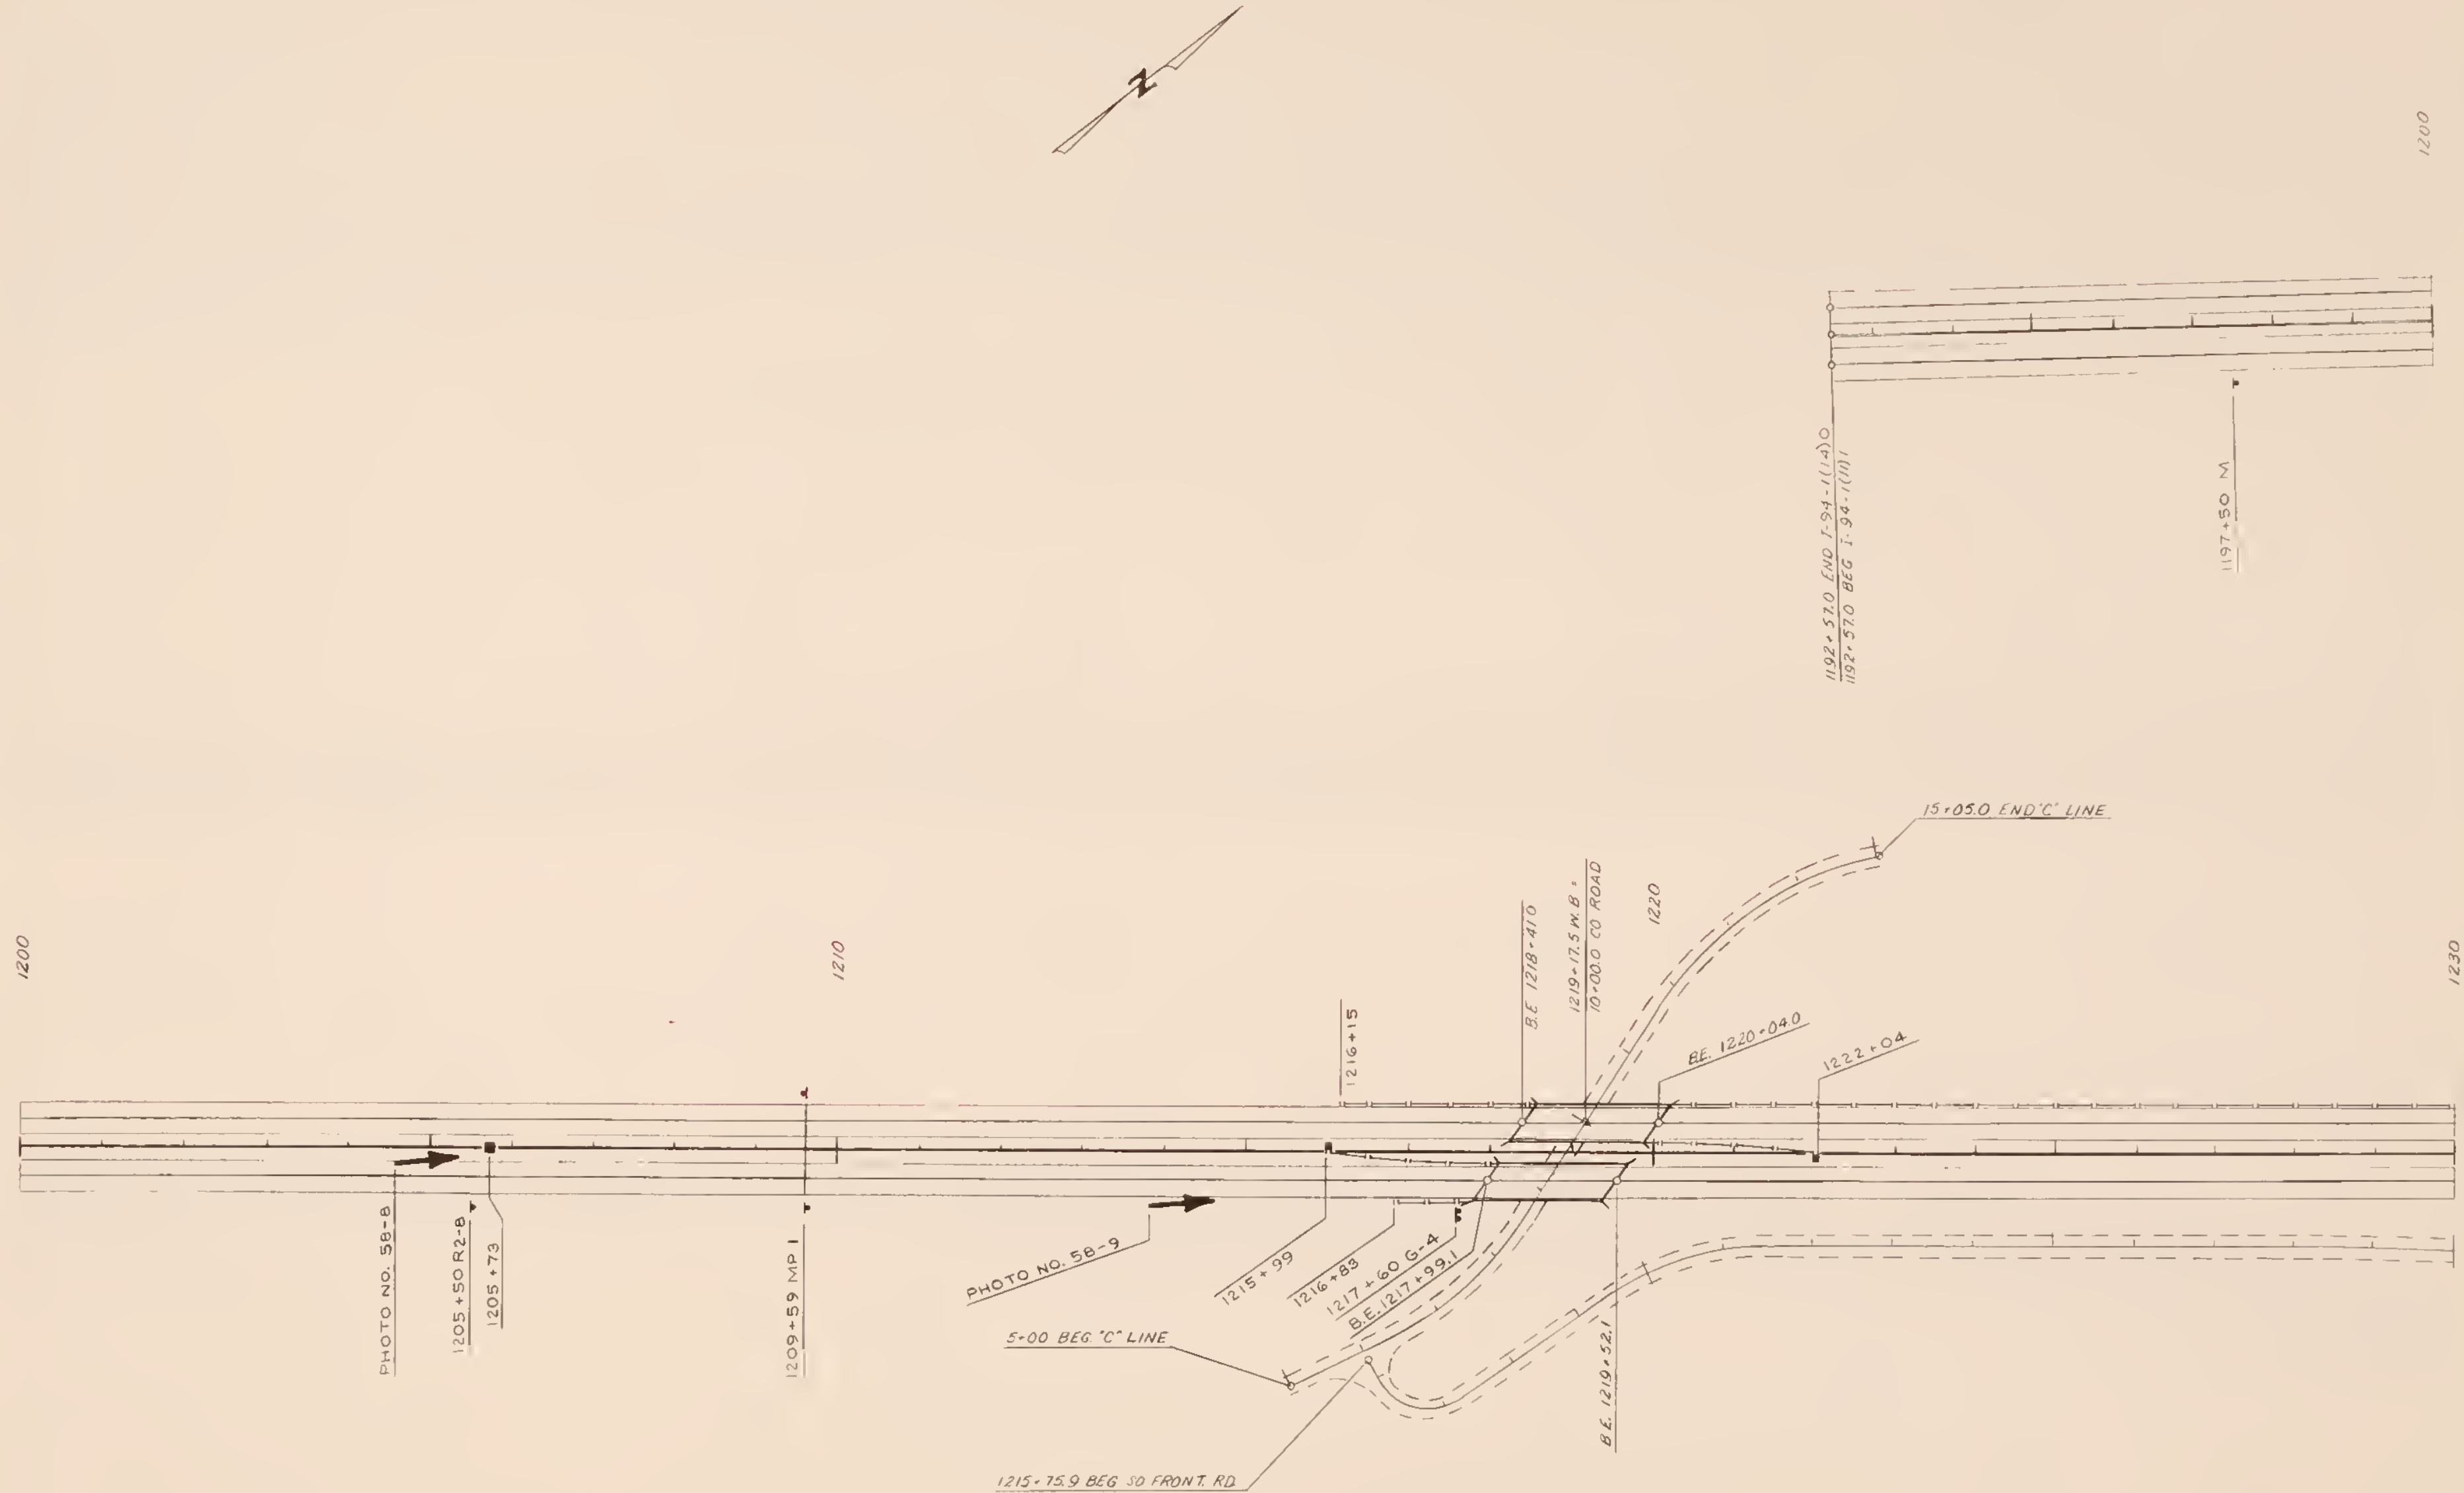 N
1200
1192+57.0 END I-94-1(14)0
1192+57.0 BEG I-94-1(11)1
1197+50 M
15+05.0 END "C" LINE
1200
1210
B.E. 1218+41.0
1219+17.5 W.B =
10+00.0 CO ROAD
1220
1230
1216+15
B.E. 1220+04.0
1222+04
PHOTO NO. 58-8
1205+50 R2-8
1205+73
1209+59 MP 1
PHOTO NO. 58-9
1215+99
1216+83
1217+60 G-4
B.E. 1217+99.1
5+00 BEG. "C" LINE
B.E. 1219+52.1
1215+75.9 BEG SO FRONT. RD.